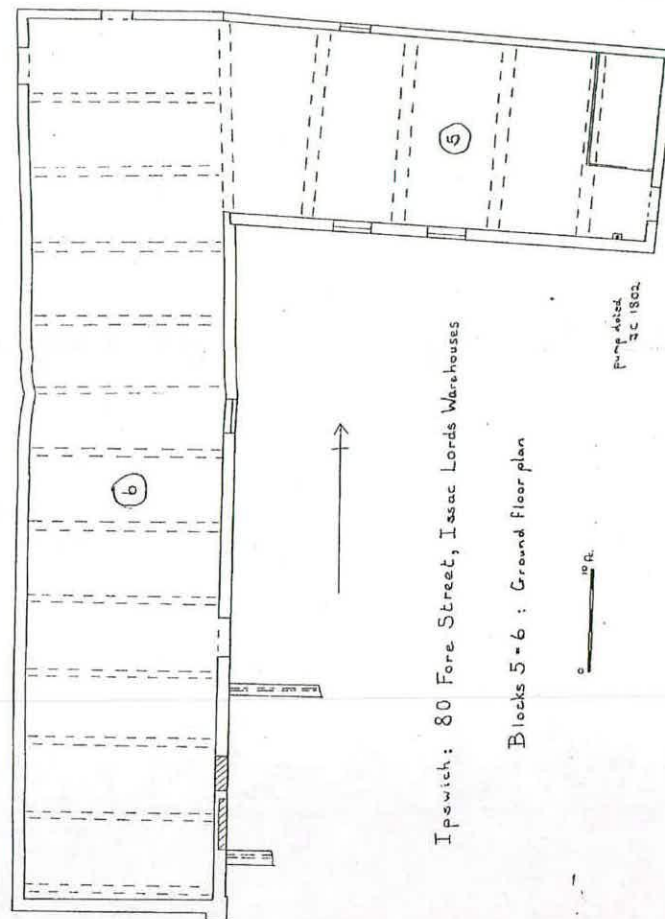 5
6
Ipswich: 80 Fore Street, Issac Lords Warehouses
Blocks 5-6 : Ground Floor plan
0 10 ft.
pump dated
JC 1802